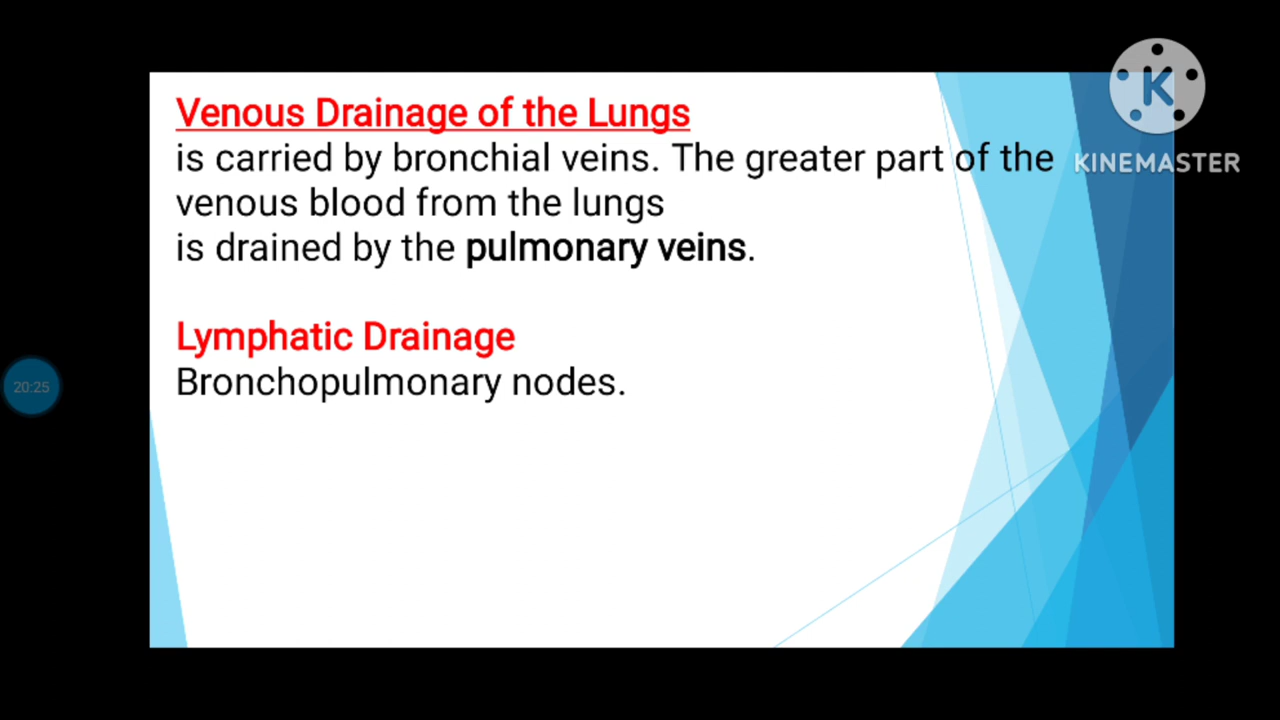 Venous Drainage of the Lungs
is carried by bronchial veins. The greater part of the
venous blood from the lungs
is drained by the pulmonary veins.
Lymphatic Drainage
Bronchopulmonary nodes.
K
KINEMASTER
20:25